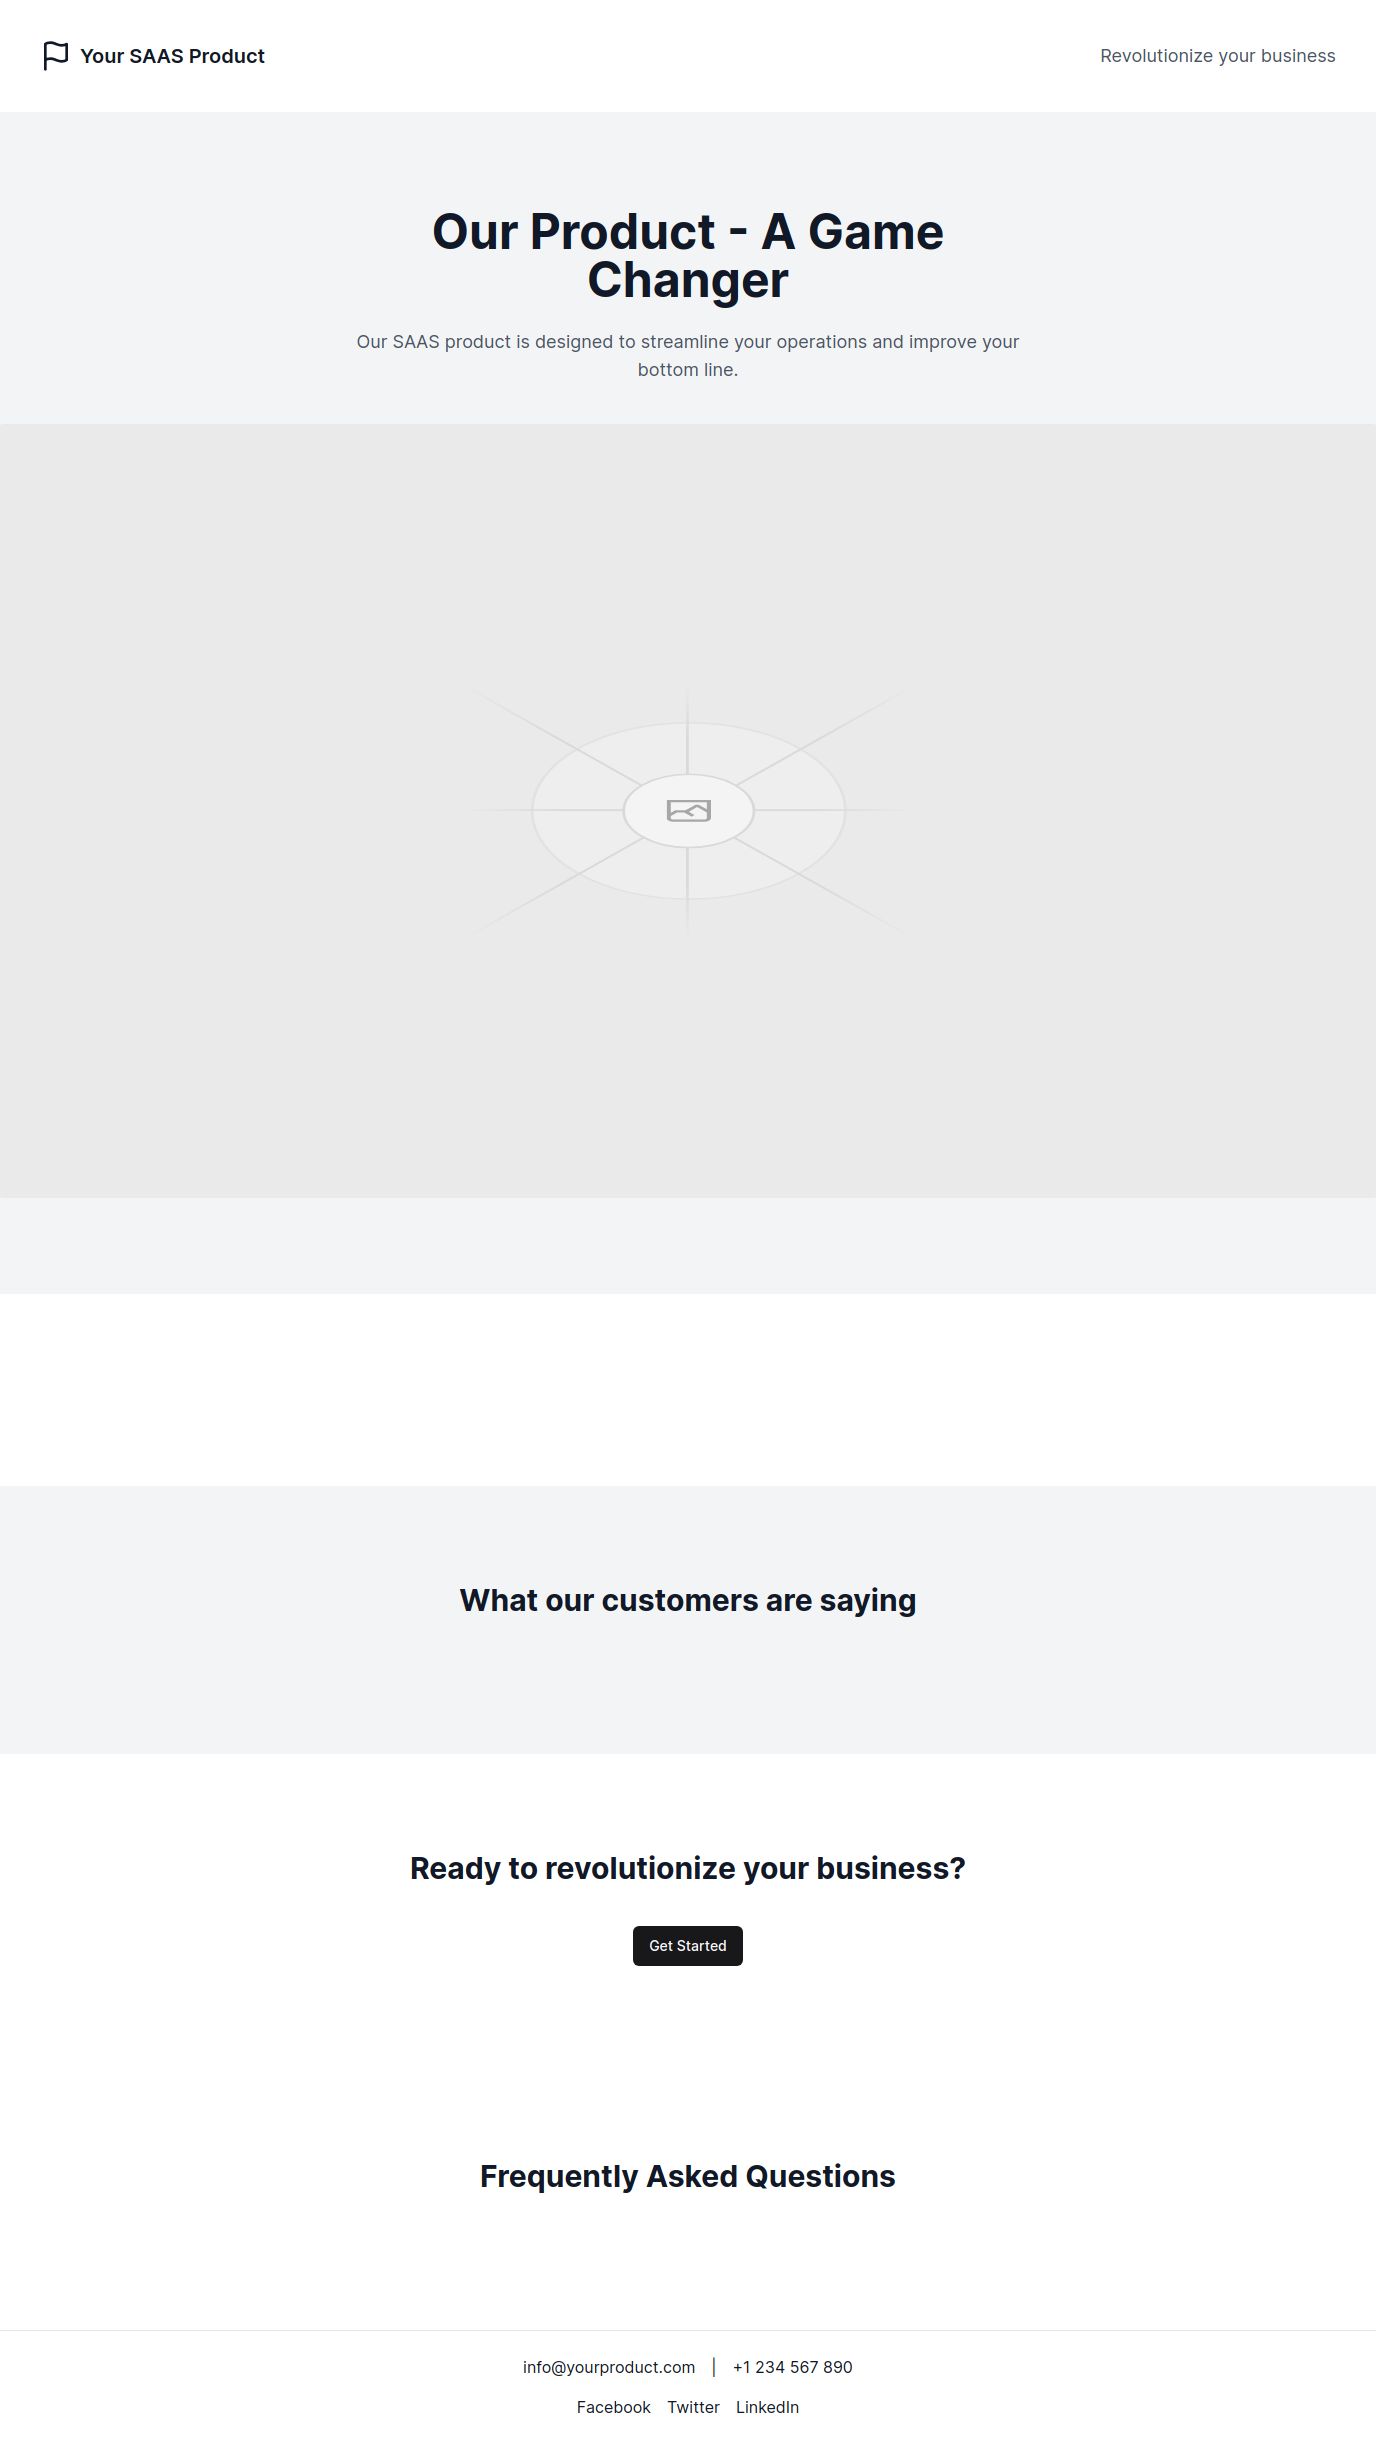 Your SAAS Product
Revolutionize your business
Our Product - A Game
Changer
Our SAAS product is designed to streamline your operations and improve your
bottom line.
What our customers are saying
Ready to revolutionize your business?
Get Started
Frequently Asked Questions
info@yourproduct.com | +1 234 567 890
Facebook Twitter LinkedIn